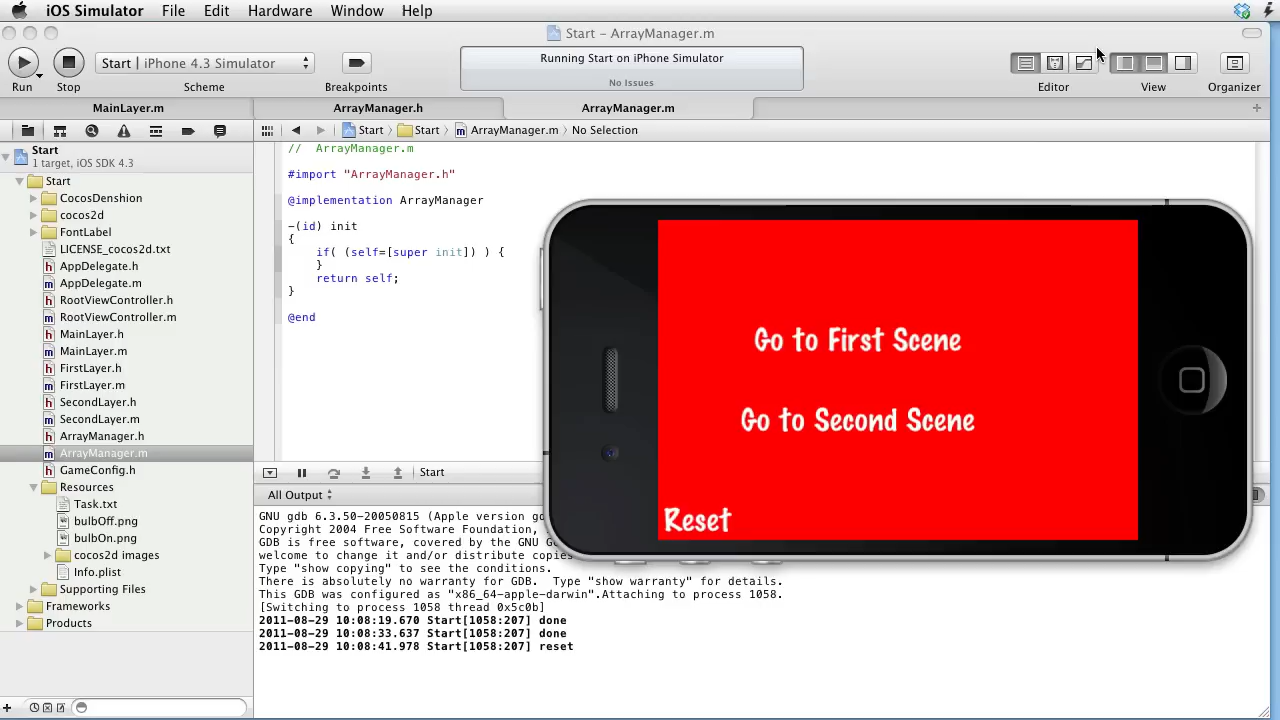 iOS Simulator File Edit Hardware Window Help
Start – ArrayManager.m
Start | iPhone 4.3 Simulator
Running Start on iPhone Simulator
No Issues
Run Stop Scheme Breakpoints Editor View Organizer
MainLayer.m ArrayManager.h ArrayManager.m
Start Start ArrayManager.m No Selection
Start
1 target, iOS SDK 4.3
Start
CocosDenshion
cocos2d
FontLabel
LICENSE_cocos2d.txt
AppDelegate.h
AppDelegate.m
RootViewController.h
RootViewController.m
MainLayer.h
MainLayer.m
FirstLayer.h
FirstLayer.m
SecondLayer.h
SecondLayer.m
ArrayManager.h
ArrayManager.m
GameConfig.h
Resources
Task.txt
bulbOff.png
bulbOn.png
cocos2d images
Info.plist
Supporting Files
Frameworks
Products
// ArrayManager.m
#import "ArrayManager.h"
@implementation ArrayManager
-(id) init
{
if( (self=[super init]) ) {
}
return self;
}
@end
Go to First Scene
Go to Second Scene
Reset
Start
All Output
GNU gdb 6.3.50-20050815 (Apple version gd
Copyright 2004 Free Software Foundation,
GDB is free software, covered by the GNU G
welcome to change it and/or distribute copies
Type "show copying" to see the conditions.
There is absolutely no warranty for GDB. Type "show warranty" for details.
This GDB was configured as "x86_64-apple-darwin".Attaching to process 1058.
[Switching to process 1058 thread 0x5c0b]
2011-08-29 10:08:19.670 Start[1058:207] done
2011-08-29 10:08:33.637 Start[1058:207] done
2011-08-29 10:08:41.978 Start[1058:207] reset